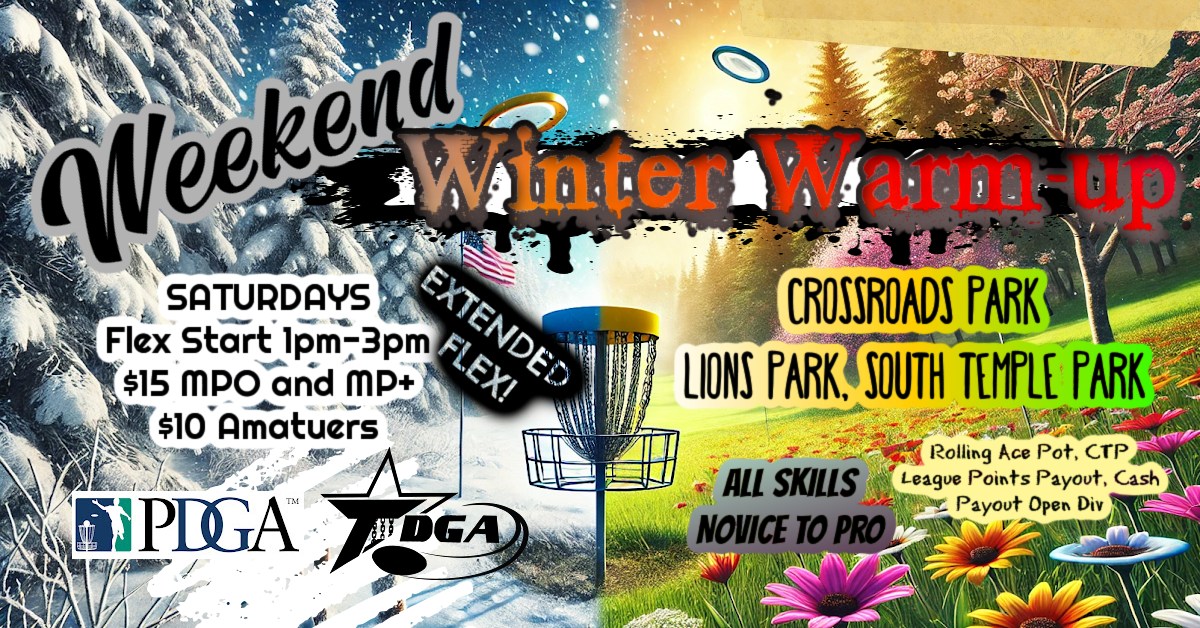 Weekend
Winter Warm-up
SATURDAYS
Flex Start 1pm-3pm
$15 MPO and MP+
$10 Amatuers
EXTENDED
FLEX!
CROSSROADS PARK
LIONS PARK, SOUTH TEMPLE PARK
Rolling Ace Pot, CTP
League Points Payout, Cash
Payout Open Div
ALL SKILLS
NOVICE TO PRO
PDGA™
TDGA